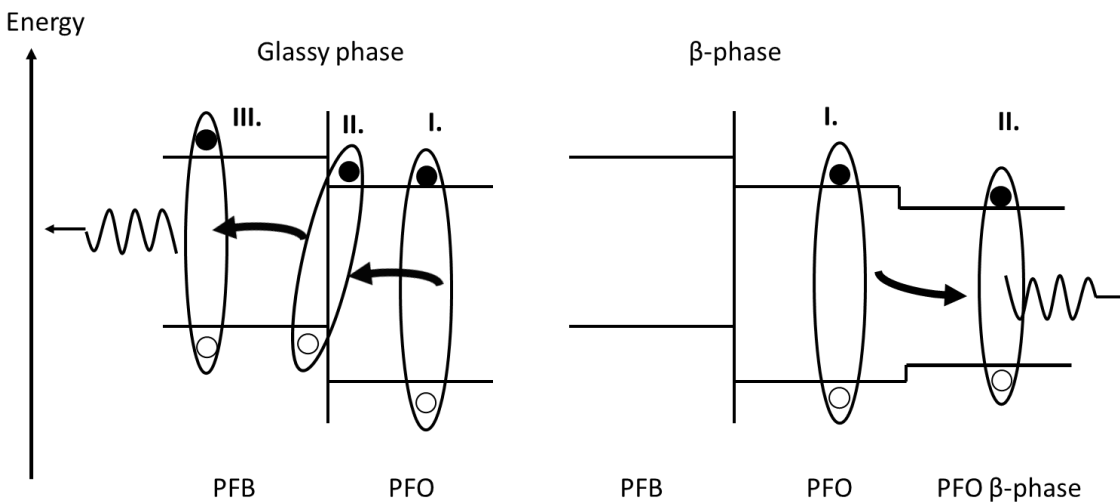 Energy
Glassy phase
β-phase
III.
II.
I.
I.
II.
PFB
PFO
PFB
PFO
PFO β-phase